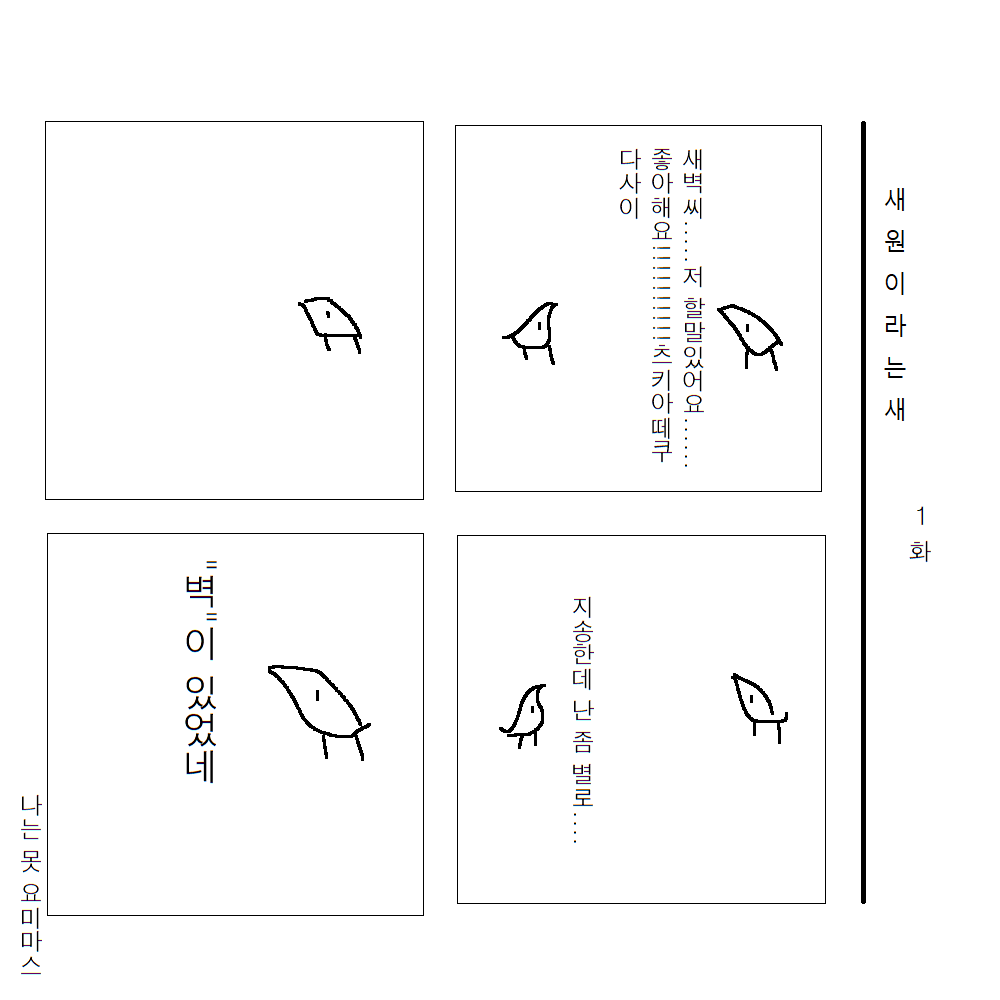 새원이라는새
1화
새벽씨...... 저 할말있어요.......
좋아해요!!!!!!!!!!츠키아떼쿠
다사이
지송한데 난 좀 별로.....
"벽"이 있었네
나는 못 요미마스